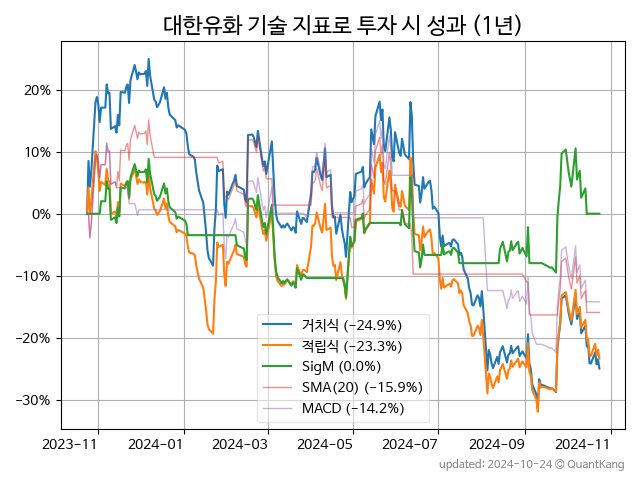 대한유화 기술 지표로 투자 시 성과 (1년)
20%
10%
0%
−10%
−20%
−30%
거치식 (−24.9%)
적립식 (−23.3%)
SigM (0.0%)
SMA(20) (−15.9%)
MACD (−14.2%)
2023−11
2024−01
2024−03
2024−05
2024−07
2024−09
2024−11
updated: 2024-10-24 © QuantKang